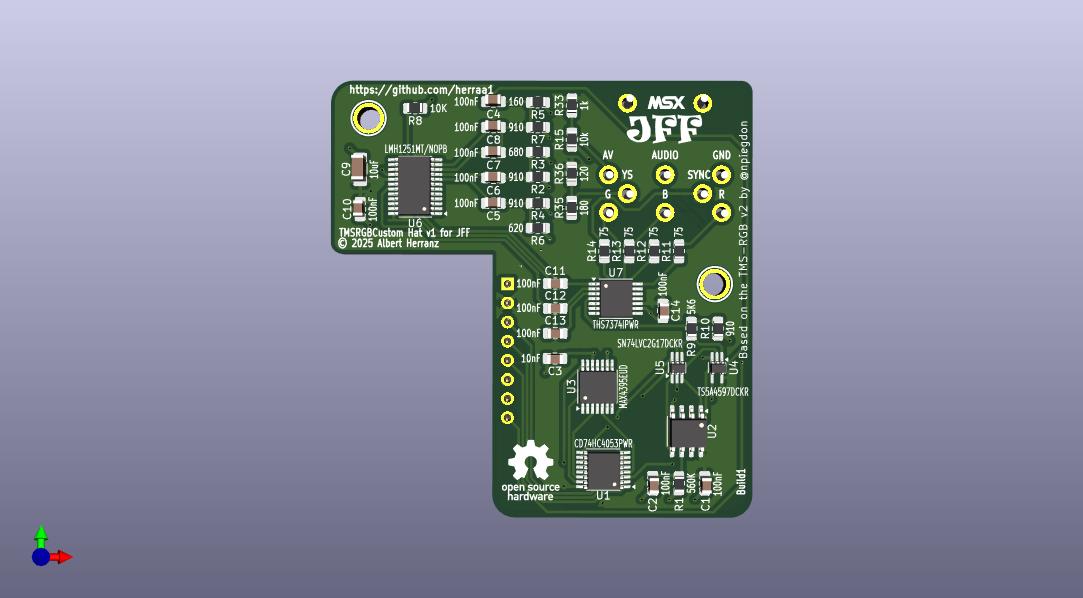 https://github.com/herraa1
MSX
JFF
100nF C4
160 R5
R33 1k
10K R8
100nF C8
910 R7
R15 10k
LMH1251MT/NOPB
100nF C7
680 R3
AV AUDIO GND
C9 10uF
100nF C6
910 R2
R36 120
YS SYNC
G B R
C10 100nF
U6
100nF C5
910 R4
R35 180
TMSRGBCustom Hat v1 for JFF
© 2025 Albert Herranz
620 R6
R14 75
R13 75
R12 75
R11 75
Based on the TMS-RGB v2 by @npiegdon
C11
100nF
U7
100nF C14
C12
100nF
C13
100nF
THS7374IPWR
5K6 R9
R10 910
SN74LVC2G17DCKR
10nF
C3
U5
U4
U3
MAX4395EUD
TS5A4597DCKR
U2
CD74HC4053PWR
U1
open source
hardware
C2 100nF
R1 560K
C1 100nF
Build1